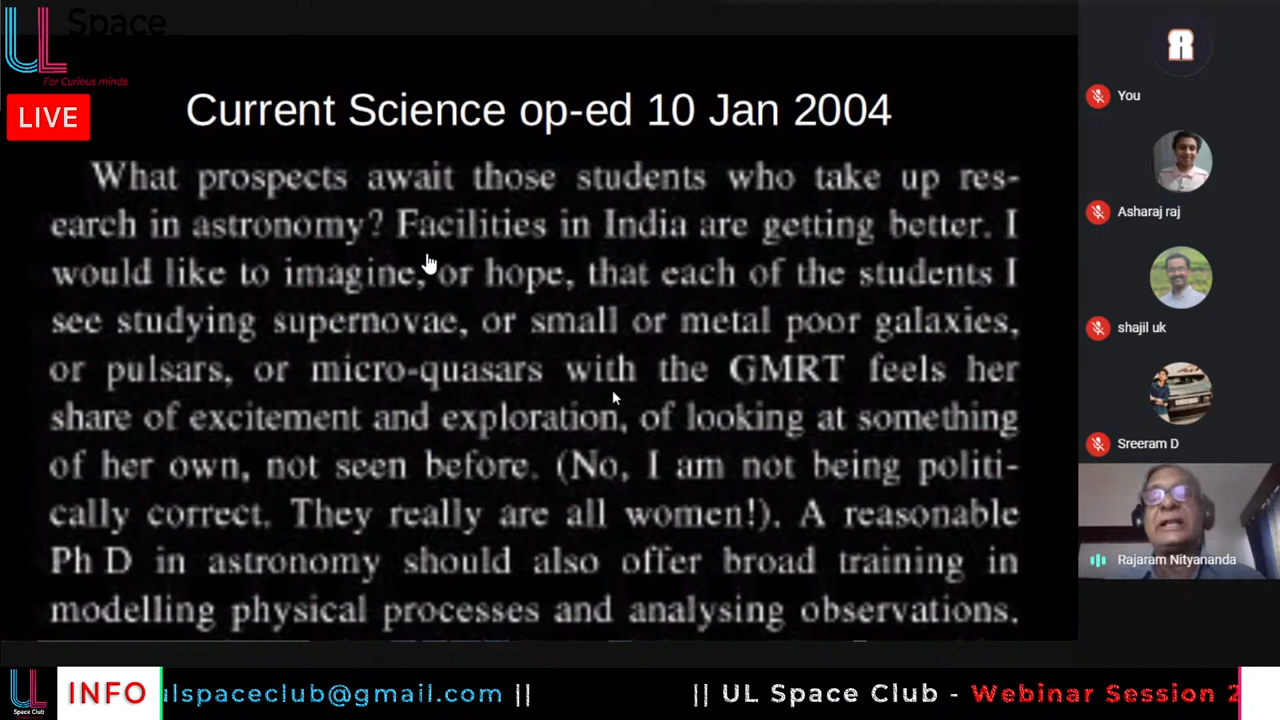 UL Space
For Curious minds
LIVE
Current Science op-ed 10 Jan 2004
What prospects await those students who take up res-
earch in astronomy? Facilities in India are getting better. I
would like to imagine, or hope, that each of the students I
see studying supernovae, or small or metal poor galaxies,
or pulsars, or micro-quasars with the GMRT feels her
share of excitement and exploration, of looking at something
of her own, not seen before. (No, I am not being politi-
cally correct. They really are all women!). A reasonable
Ph D in astronomy should also offer broad training in
modelling physical processes and analysing observations.
R
You
Asharaj raj
shajil uk
Sreeram D
Rajaram Nityananda
UL
Space Club
INFO
ulspaceclub@gmail.com || || UL Space Club - Webinar Session 2